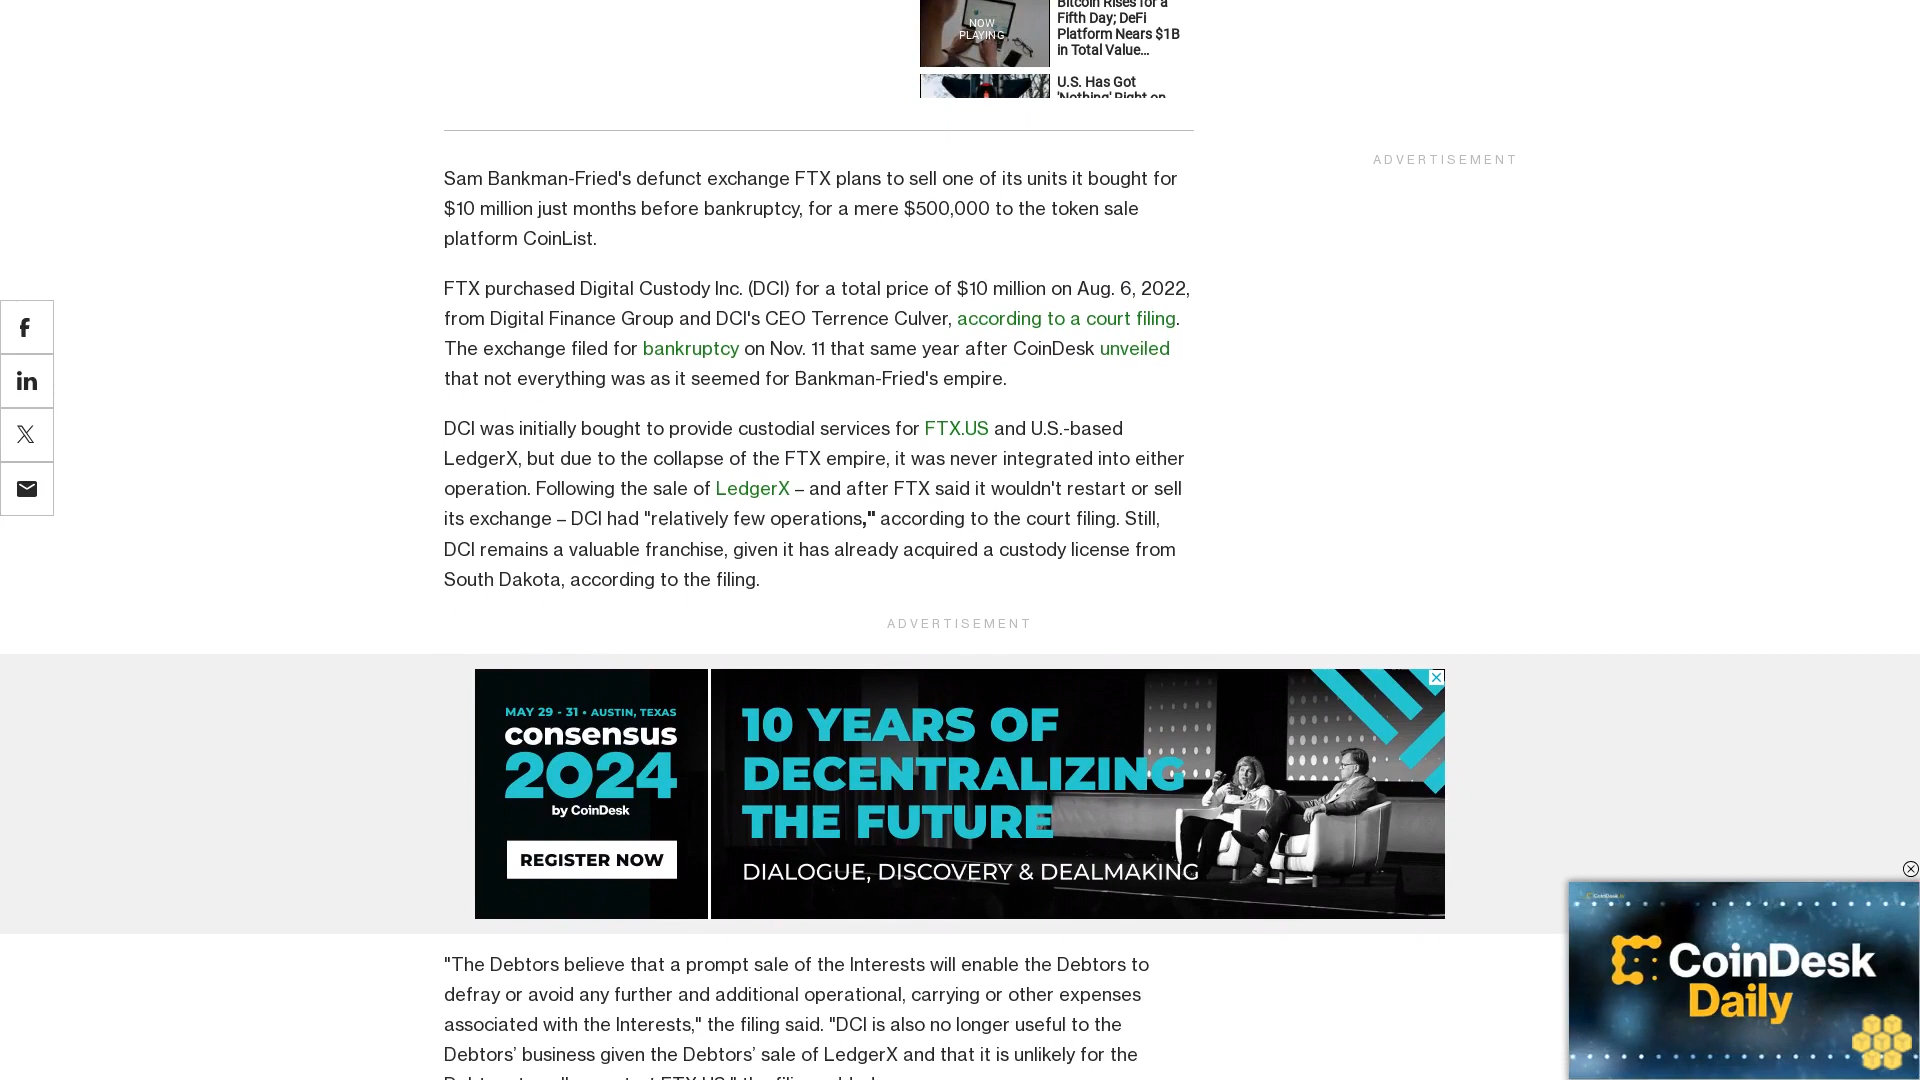 Bitcoin Rises for a
Fifth Day; DeFi
Platform Nears $1B
in Total Value...
NOW
PLAYING
U.S. Has Got
'Nothing' Right on
ADVERTISEMENT
Sam Bankman-Fried's defunct exchange FTX plans to sell one of its units it bought for
$10 million just months before bankruptcy, for a mere $500,000 to the token sale
platform CoinList.
FTX purchased Digital Custody Inc. (DCI) for a total price of $10 million on Aug. 6, 2022,
from Digital Finance Group and DCI's CEO Terrence Culver, according to a court filing.
The exchange filed for bankruptcy on Nov. 11 that same year after CoinDesk unveiled
that not everything was as it seemed for Bankman-Fried's empire.
DCI was initially bought to provide custodial services for FTX.US and U.S.-based
LedgerX, but due to the collapse of the FTX empire, it was never integrated into either
operation. Following the sale of LedgerX – and after FTX said it wouldn't restart or sell
its exchange – DCI had "relatively few operations," according to the court filing. Still,
DCI remains a valuable franchise, given it has already acquired a custody license from
South Dakota, according to the filing.
ADVERTISEMENT
MAY 29 - 31 • AUSTIN, TEXAS
consensus
2024
by CoinDesk
REGISTER NOW
10 YEARS OF
DECENTRALIZING
THE FUTURE
DIALOGUE, DISCOVERY & DEALMAKING
CoinDesk
Daily
"The Debtors believe that a prompt sale of the Interests will enable the Debtors to
defray or avoid any further and additional operational, carrying or other expenses
associated with the Interests," the filing said. "DCI is also no longer useful to the
Debtors’ business given the Debtors’ sale of LedgerX and that it is unlikely for the